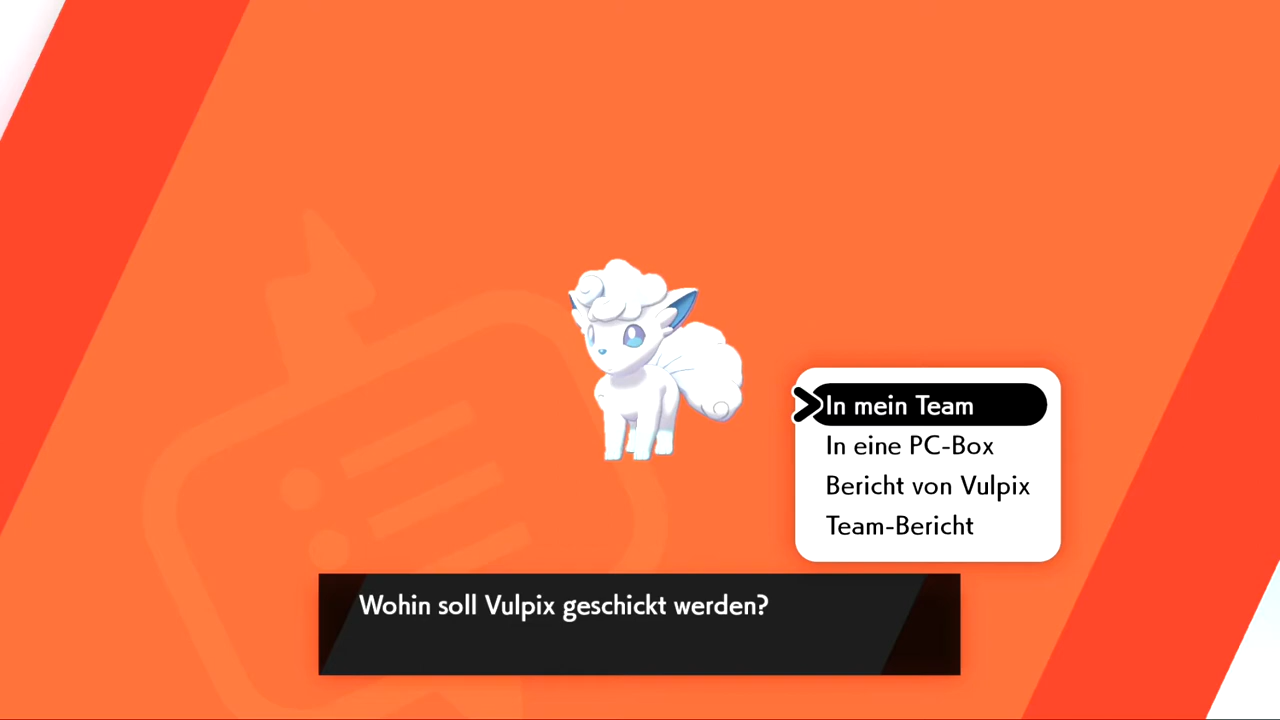 In mein Team
In eine PC-Box
Bericht von Vulpix
Team-Bericht
Wohin soll Vulpix geschickt werden?